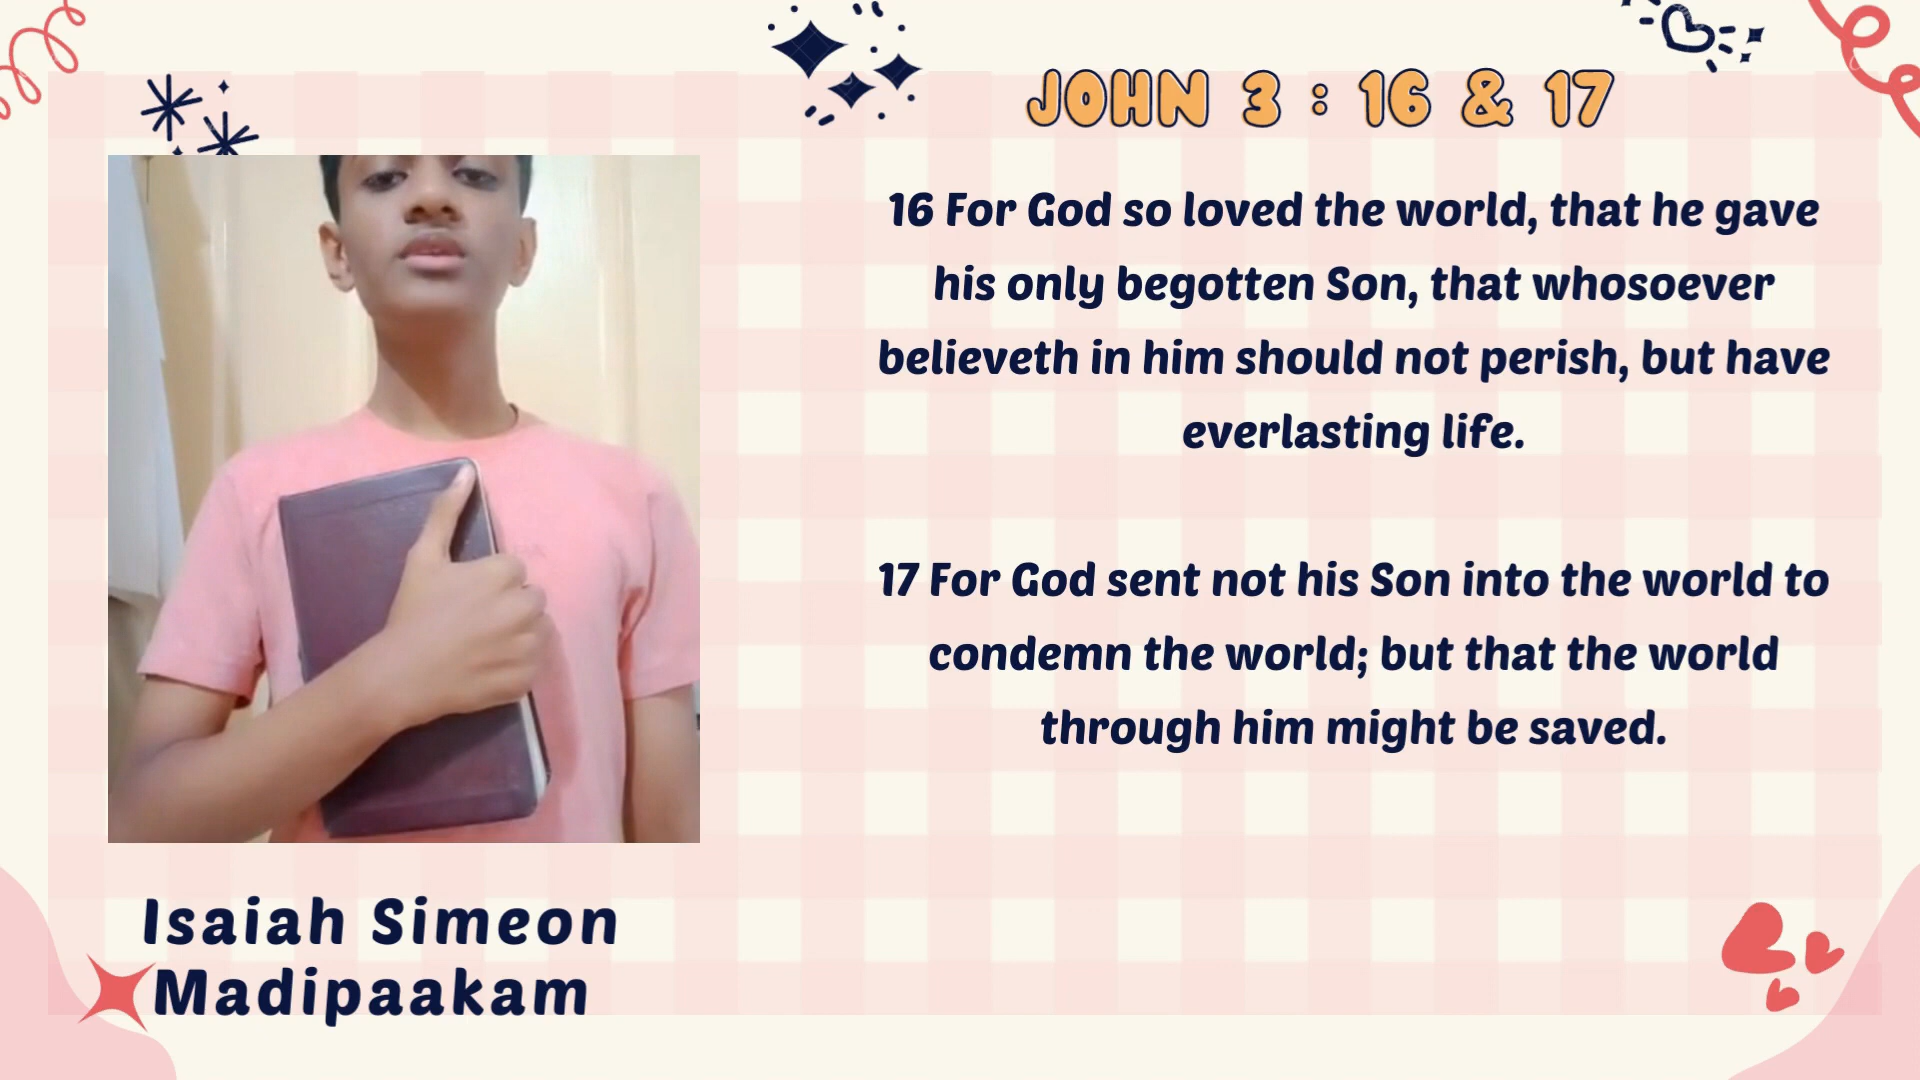 JOHN 3 : 16 & 17
16 For God so loved the world, that he gave
his only begotten Son, that whosoever
believeth in him should not perish, but have
everlasting life.
17 For God sent not his Son into the world to
condemn the world; but that the world
through him might be saved.
Isaiah Simeon
Madipaakam